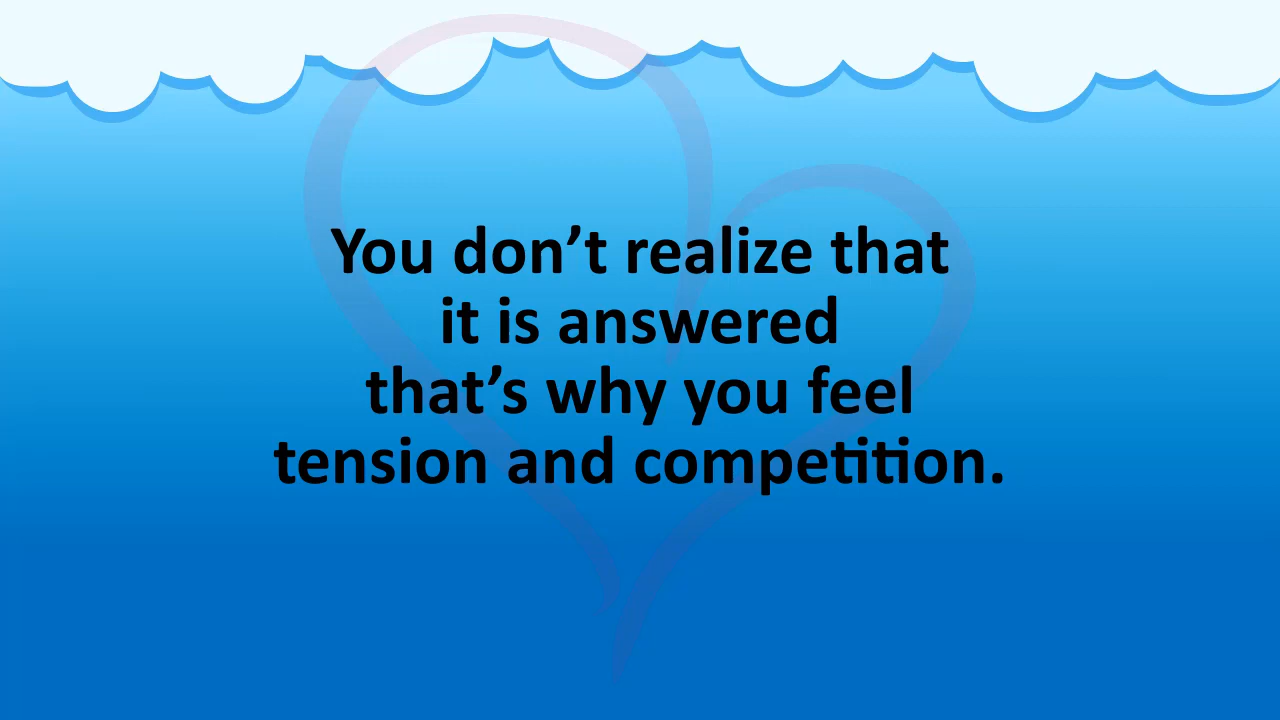 You don’t realize that
it is answered
that’s why you feel
tension and competition.